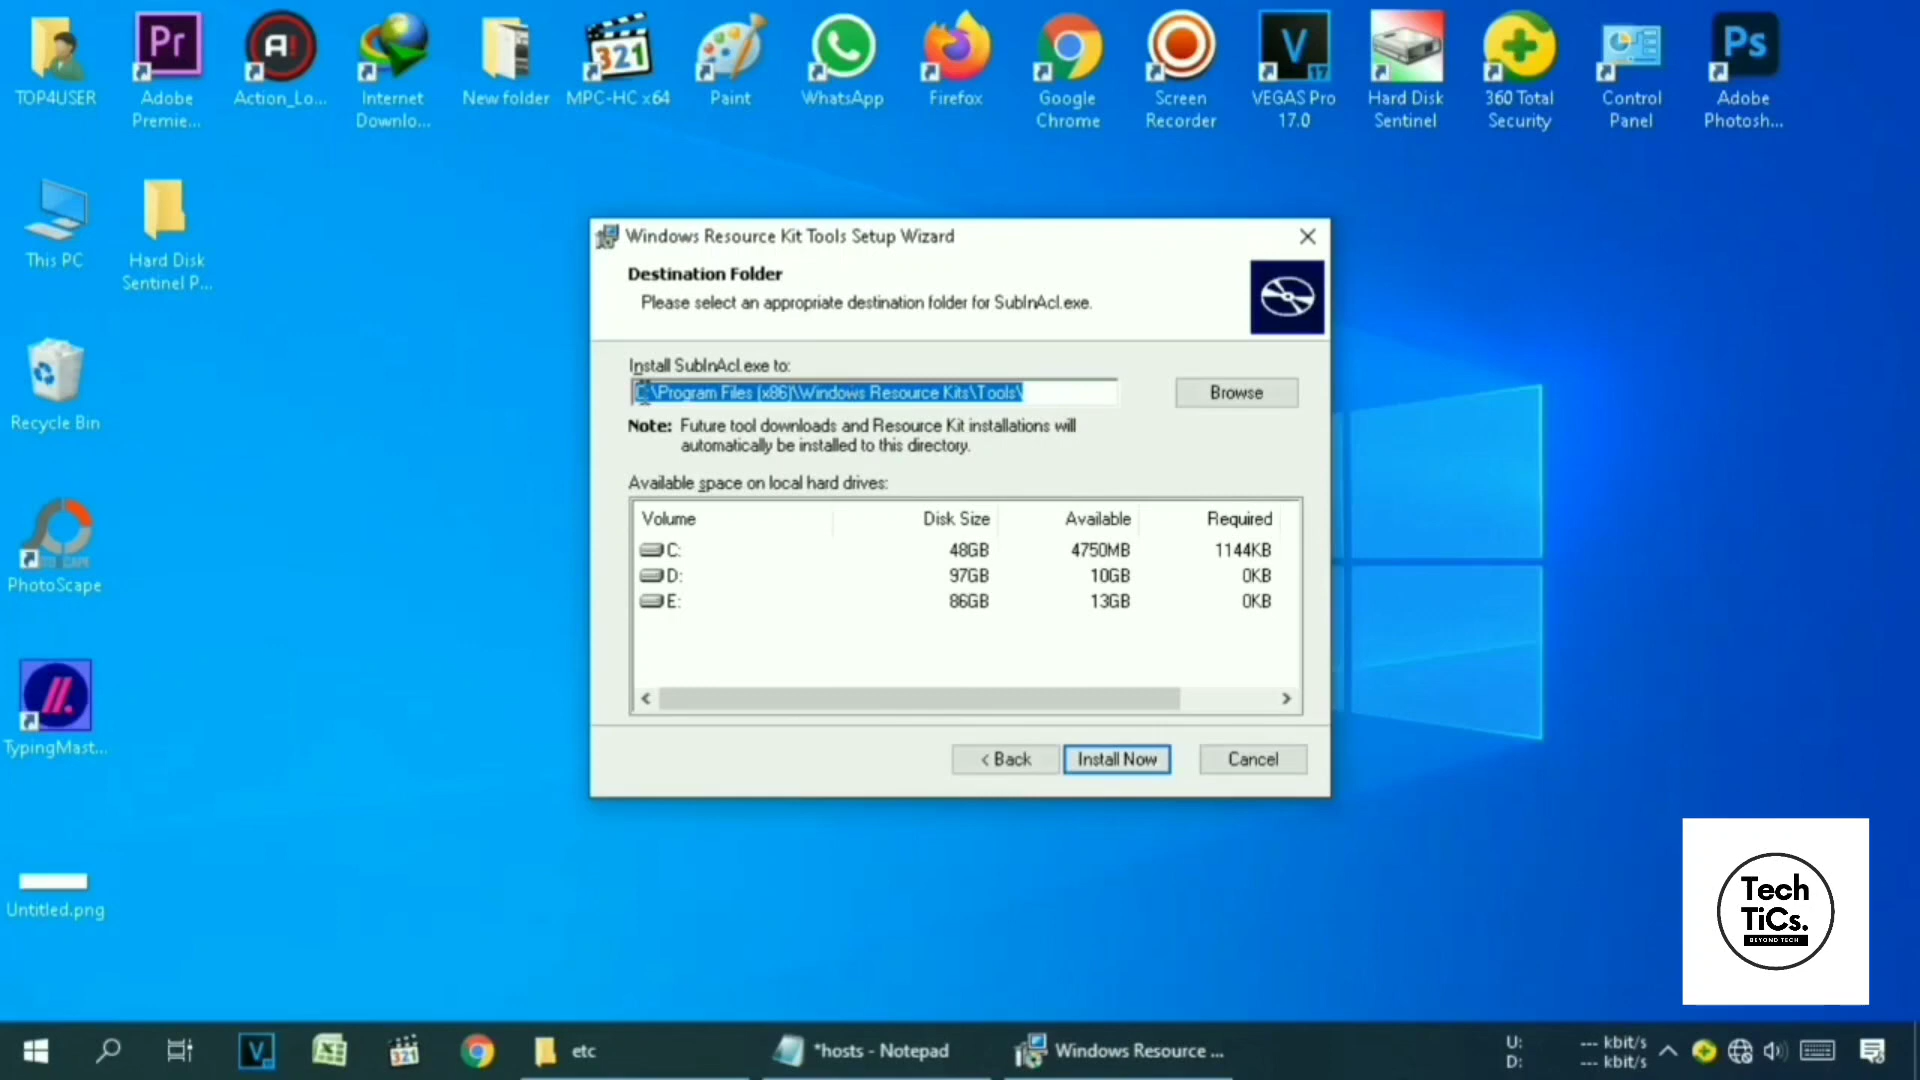 TOP4USER
Adobe
Premie...
Action_Lo...
Internet
Downlo...
New folder
MPC-HC x64
Paint
WhatsApp
Firefox
Google
Chrome
Screen
Recorder
VEGAS Pro
17.0
Hard Disk
Sentinel
360 Total
Security
Control
Panel
Adobe
Photosh...
Pr
A!
321
V
17
Ps
This PC
Hard Disk
Sentinel P...
Recycle Bin
PhotoScape
TypingMast...
Untitled.png
Windows Resource Kit Tools Setup Wizard
Destination Folder
Please select an appropriate destination folder for SubInAcl.exe.
Install SubInAcl.exe to:
C:\Program Files (x86)\Windows Resource Kits\Tools\
Browse
Note: Future tool downloads and Resource Kit installations will
automatically be installed to this directory.
Available space on local hard drives:
Volume Disk Size Available Required
C: 48GB 4750MB 1144KB
D: 97GB 10GB 0KB
E: 86GB 13GB 0KB
< Back
Install Now
Cancel
Tech
TiCs.
BEYOND TECH
V
321
etc
*hosts - Notepad
Windows Resource ...
U: --- kbit/s
D: --- kbit/s